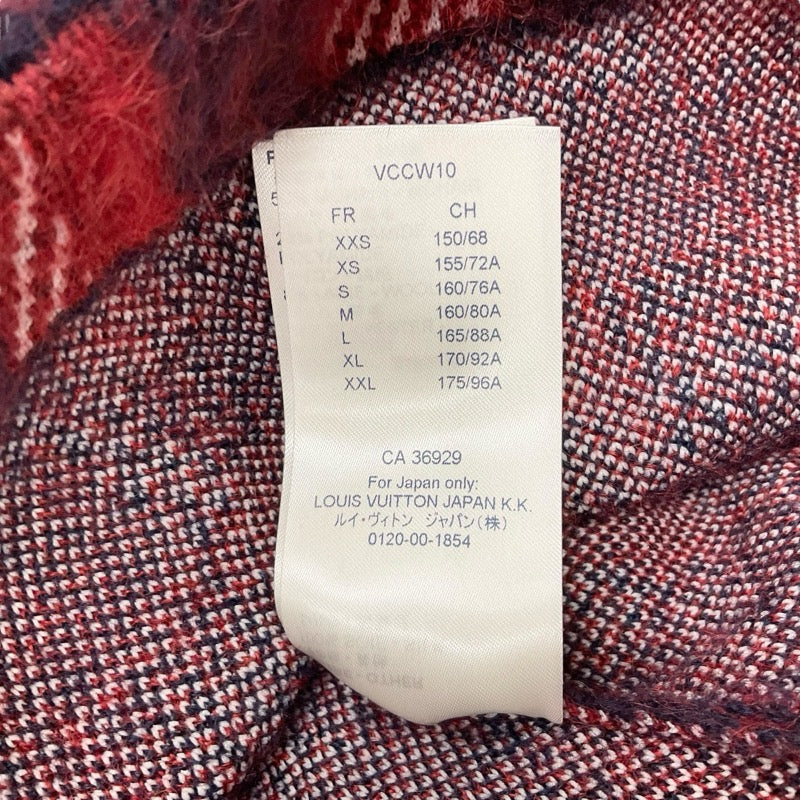 VCCW10
FR CH
XXS 150/68
XS 155/72A
S 160/76A
M 160/80A
L 165/88A
XL 170/92A
XXL 175/96A
CA 36929
For Japan only:
LOUIS VUITTON JAPAN K.K.
ルイ・ヴィトン ジャパン(株)
0120-00-1854